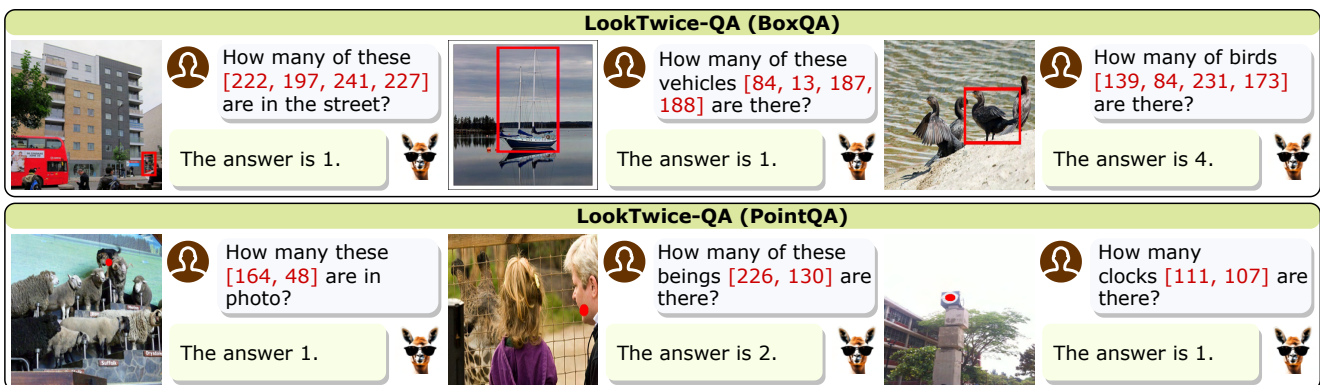 LookTwice-QA (BoxQA)
How many of these
[222, 197, 241, 227]
are in the street?
The answer is 1.
How many of these
vehicles [84, 13, 187,
188] are there?
The answer is 1.
How many of birds
[139, 84, 231, 173]
are there?
The answer is 4.
LookTwice-QA (PointQA)
How many these
[164, 48] are in
photo?
The answer 1.
How many of these
beings [226, 130] are
there?
The answer is 2.
How many
clocks [111, 107] are
there?
The answer is 1.